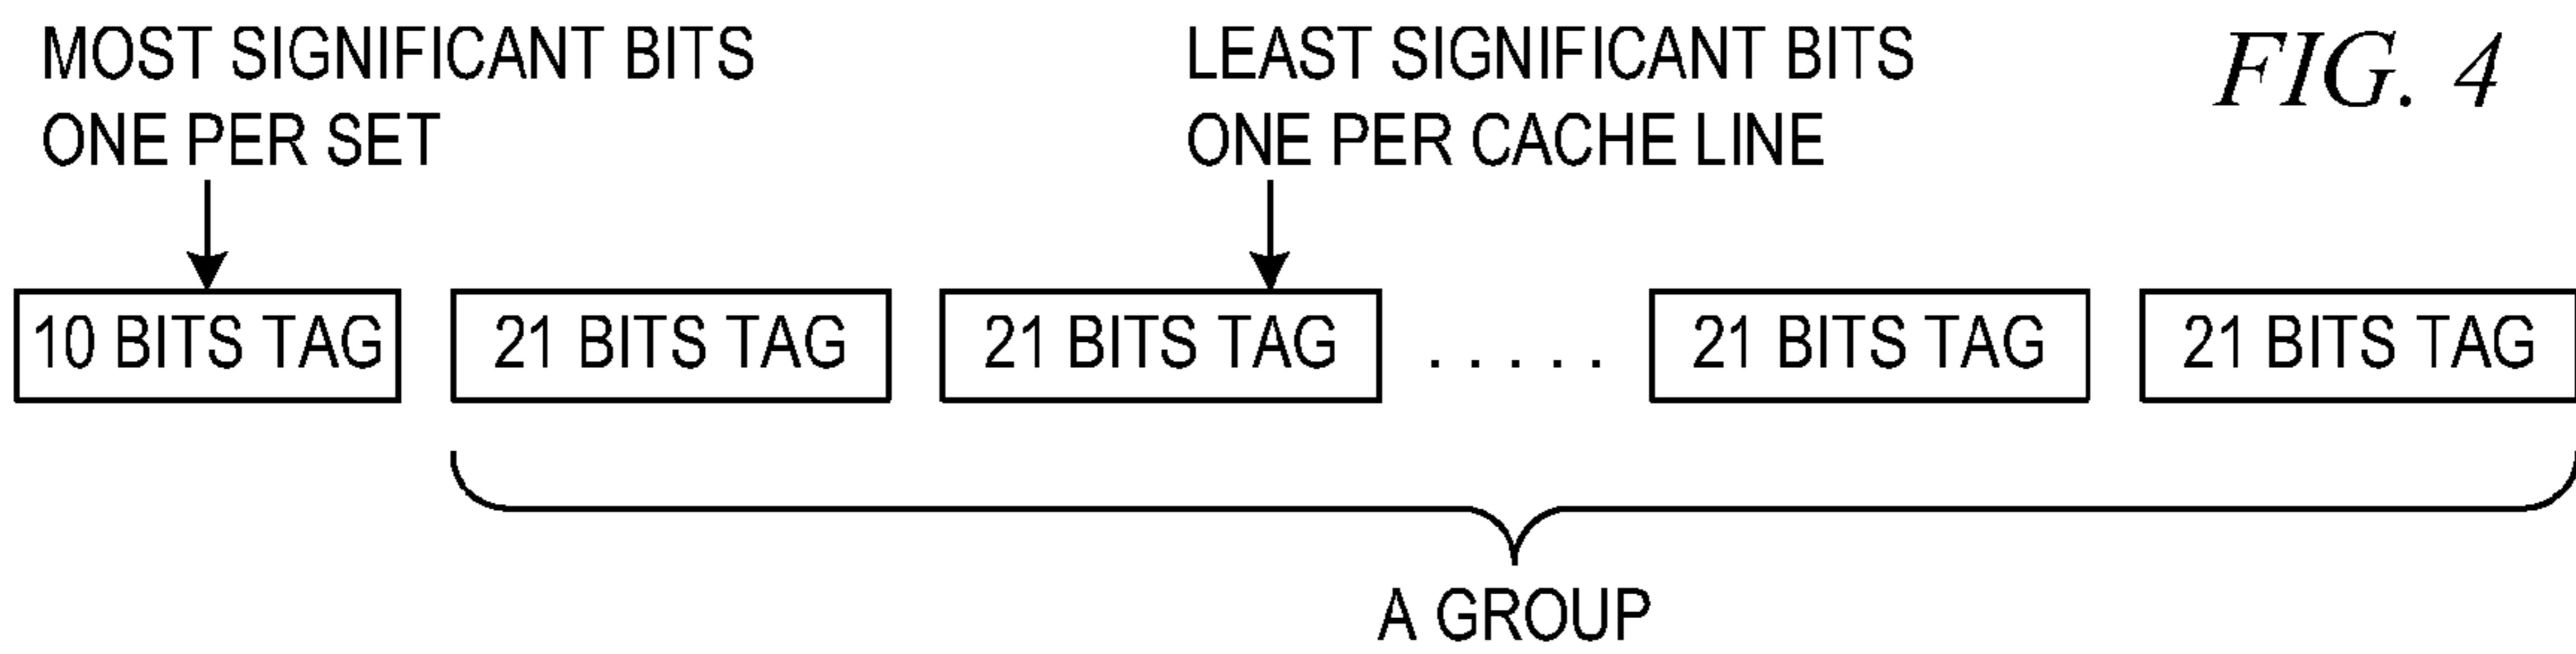 MOST SIGNIFICANT BITS
ONE PER SET
LEAST SIGNIFICANT BITS
ONE PER CACHE LINE
FIG. 4
10 BITS TAG
21 BITS TAG
21 BITS TAG
. . . . .
21 BITS TAG
21 BITS TAG
A GROUP